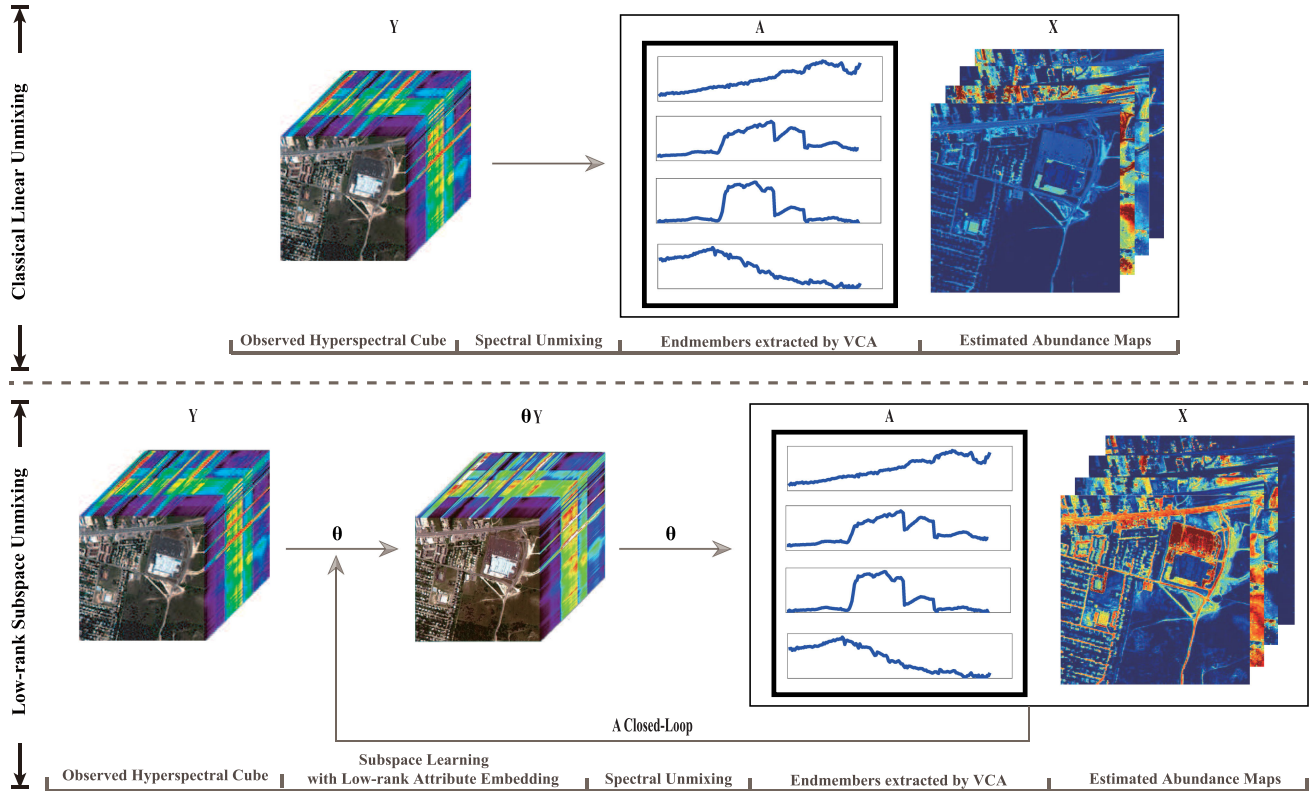 Classical Linear Unmixing
Y
A
X
Observed Hyperspectral Cube
Spectral Unmixing
Endmembers extracted by VCA
Estimated Abundance Maps
Low-rank Subspace Unmixing
Y
θY
A
X
θ
θ
A Closed-Loop
Observed Hyperspectral Cube
Subspace Learning
with Low-rank Attribute Embedding
Spectral Unmixing
Endmembers extracted by VCA
Estimated Abundance Maps